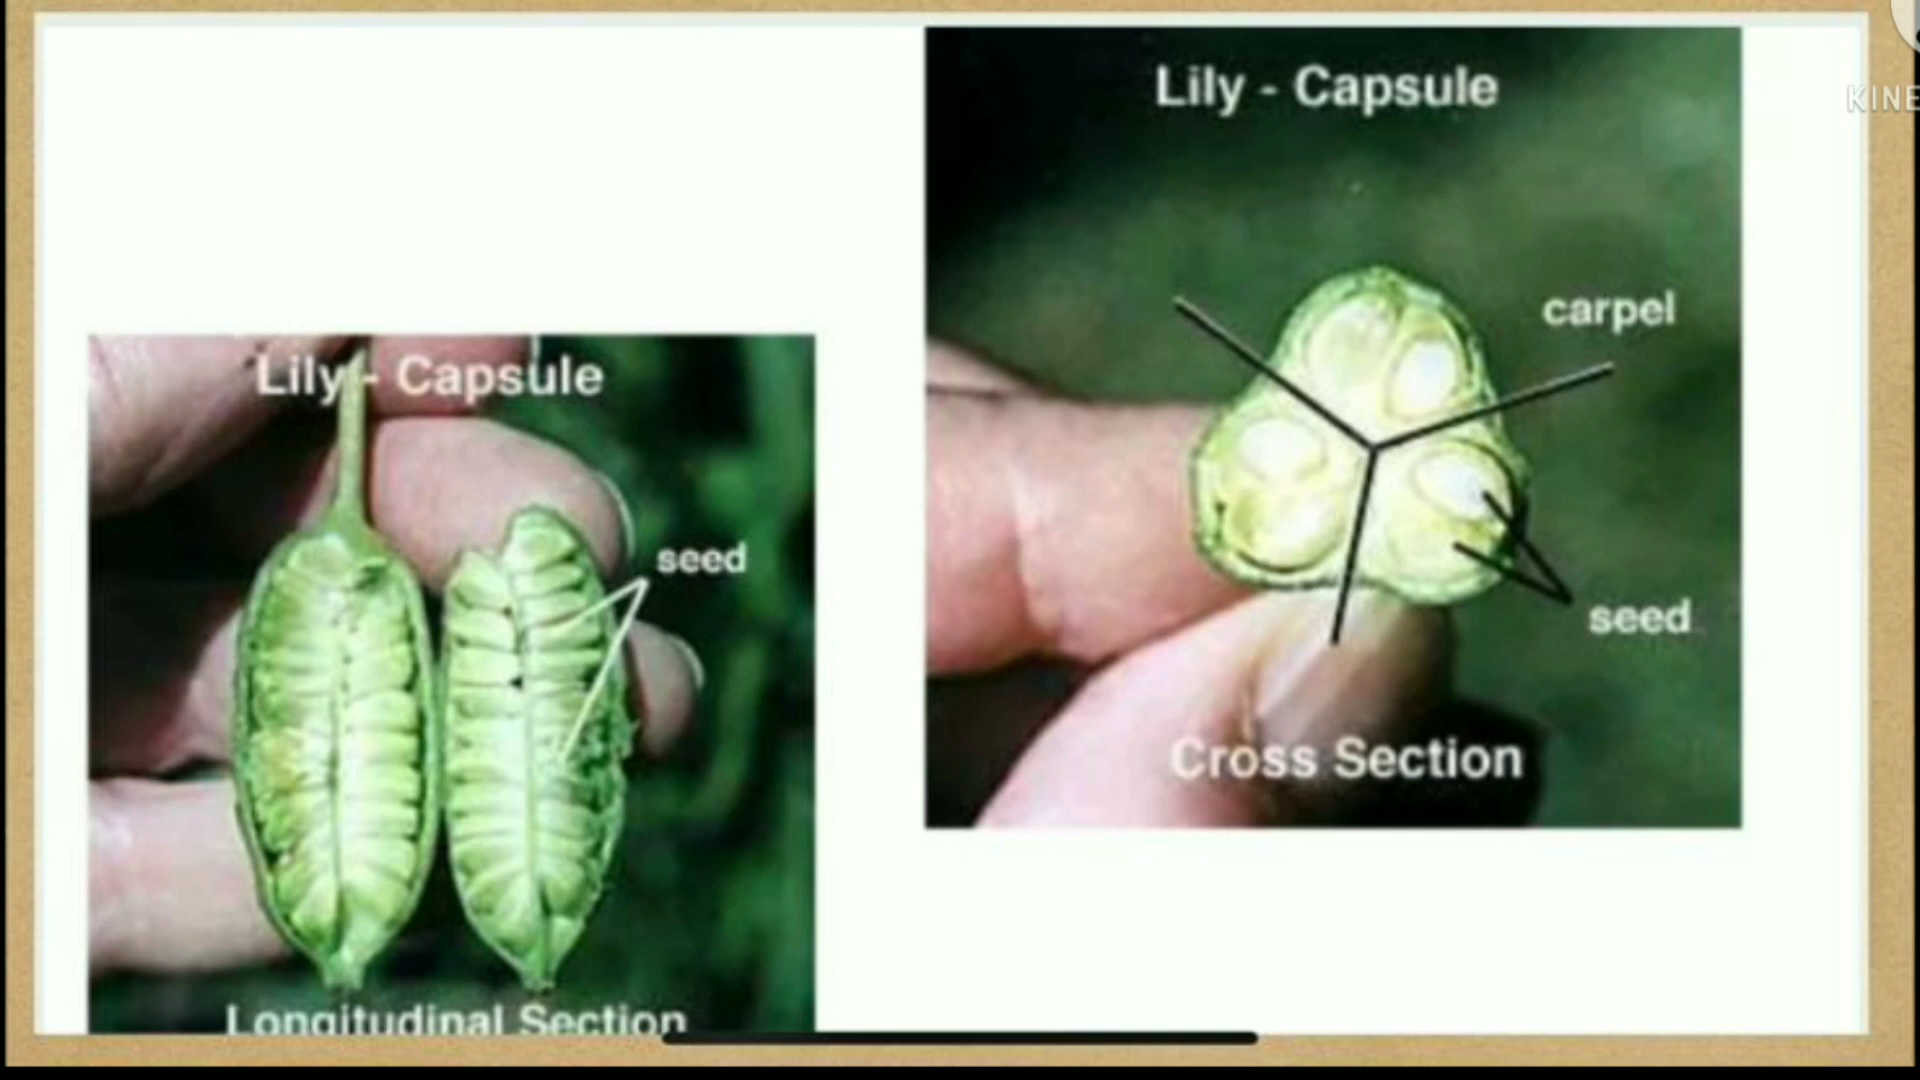 Lily - Capsule
carpel
seed
Cross Section
Lily - Capsule
seed
Longitudinal Section
KINE